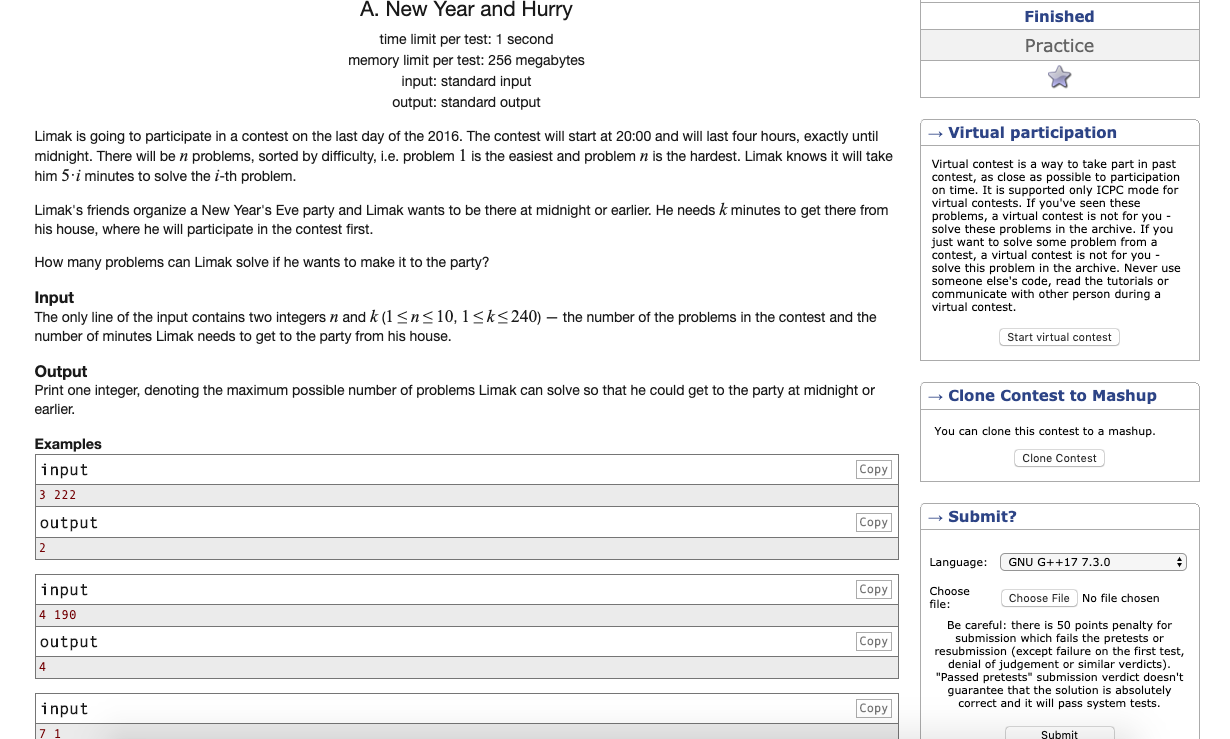 A. New Year and Hurry
time limit per test: 1 second
memory limit per test: 256 megabytes
input: standard input
output: standard output
Limak is going to participate in a contest on the last day of the 2016. The contest will start at 20:00 and will last four hours, exactly until
midnight. There will be n problems, sorted by difficulty, i.e. problem 1 is the easiest and problem n is the hardest. Limak knows it will take
him 5·i minutes to solve the i-th problem.
Limak's friends organize a New Year's Eve party and Limak wants to be there at midnight or earlier. He needs k minutes to get there from
his house, where he will participate in the contest first.
How many problems can Limak solve if he wants to make it to the party?
Input
The only line of the input contains two integers n and k (1 ≤ n ≤ 10, 1 ≤ k ≤ 240) — the number of the problems in the contest and the
number of minutes Limak needs to get to the party from his house.
Output
Print one integer, denoting the maximum possible number of problems Limak can solve so that he could get to the party at midnight or
earlier.
Examples
input
Copy
3 222
output
Copy
2
input
Copy
4 190
output
Copy
4
input
Copy
7 1
Finished
Practice
→ Virtual participation
Virtual contest is a way to take part in past
contest, as close as possible to participation
on time. It is supported only ICPC mode for
virtual contests. If you've seen these
problems, a virtual contest is not for you -
solve these problems in the archive. If you
just want to solve some problem from a
contest, a virtual contest is not for you -
solve this problem in the archive. Never use
someone else's code, read the tutorials or
communicate with other person during a
virtual contest.
Start virtual contest
→ Clone Contest to Mashup
You can clone this contest to a mashup.
Clone Contest
→ Submit?
Language: GNU G++17 7.3.0
Choose
file:
Choose File No file chosen
Be careful: there is 50 points penalty for
submission which fails the pretests or
resubmission (except failure on the first test,
denial of judgement or similar verdicts).
"Passed pretests" submission verdict doesn't
guarantee that the solution is absolutely
correct and it will pass system tests.
Submit